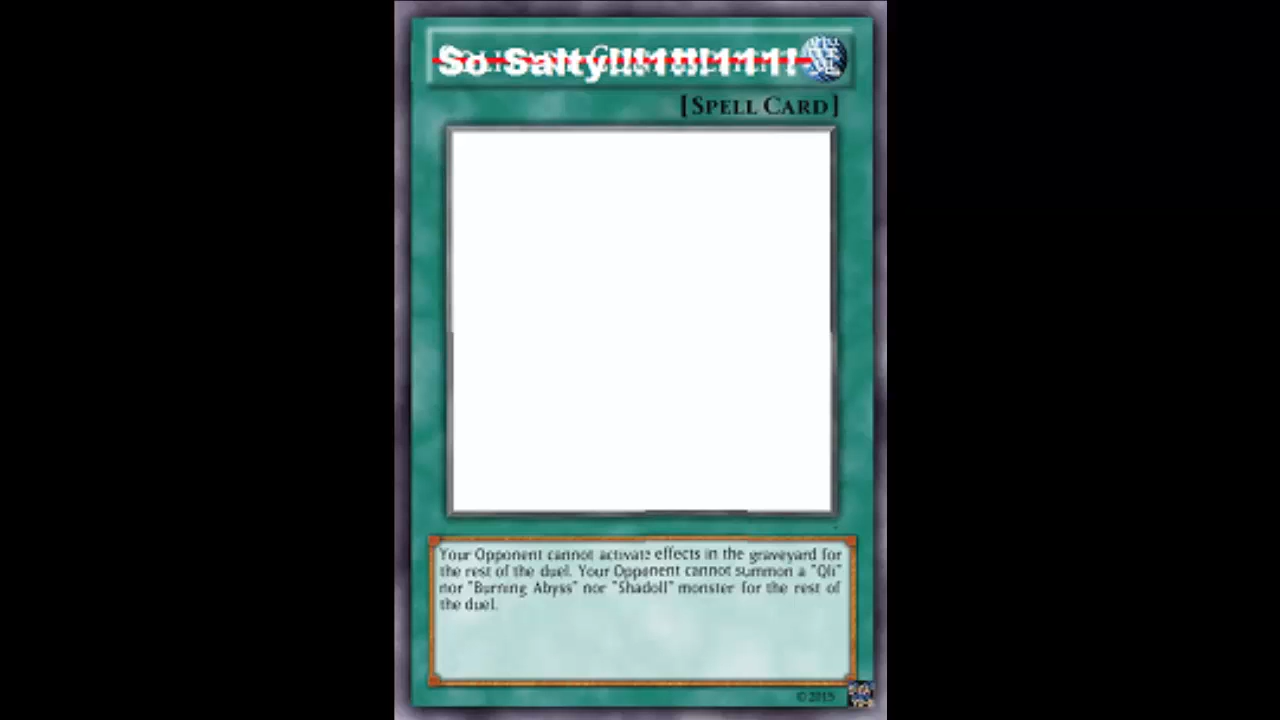 So Salty!!!1!!!111!
[SPELL CARD]
Your Opponent cannot activate effects in the graveyard for
the rest of the duel. Your Opponent cannot summon a "Qli"
nor "Burning Abyss" nor "Shadoll" monster for the rest of
the duel.
© 2015